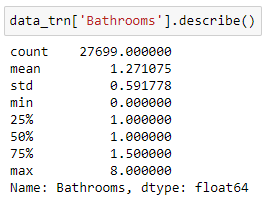 data_trn['Bathrooms'].describe()
count    27699.000000
mean         1.271075
std          0.591778
min          0.000000
25%          1.000000
50%          1.000000
75%          1.500000
max          8.000000
Name: Bathrooms, dtype: float64